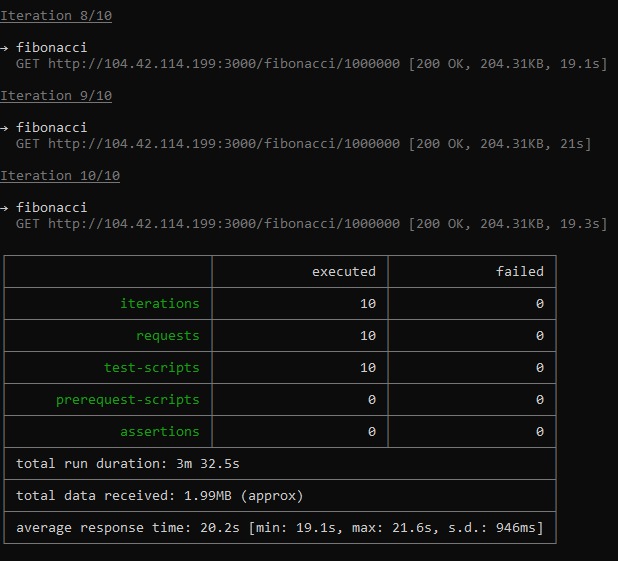 Iteration 8/10
→ fibonacci
GET http://104.42.114.199:3000/fibonacci/1000000 [200 OK, 204.31KB, 19.1s]
Iteration 9/10
→ fibonacci
GET http://104.42.114.199:3000/fibonacci/1000000 [200 OK, 204.31KB, 21s]
Iteration 10/10
→ fibonacci
GET http://104.42.114.199:3000/fibonacci/1000000 [200 OK, 204.31KB, 19.3s]
executed failed
iterations 10 0
requests 10 0
test-scripts 10 0
prerequest-scripts 0 0
assertions 0 0
total run duration: 3m 32.5s
total data received: 1.99MB (approx)
average response time: 20.2s [min: 19.1s, max: 21.6s, s.d.: 946ms]